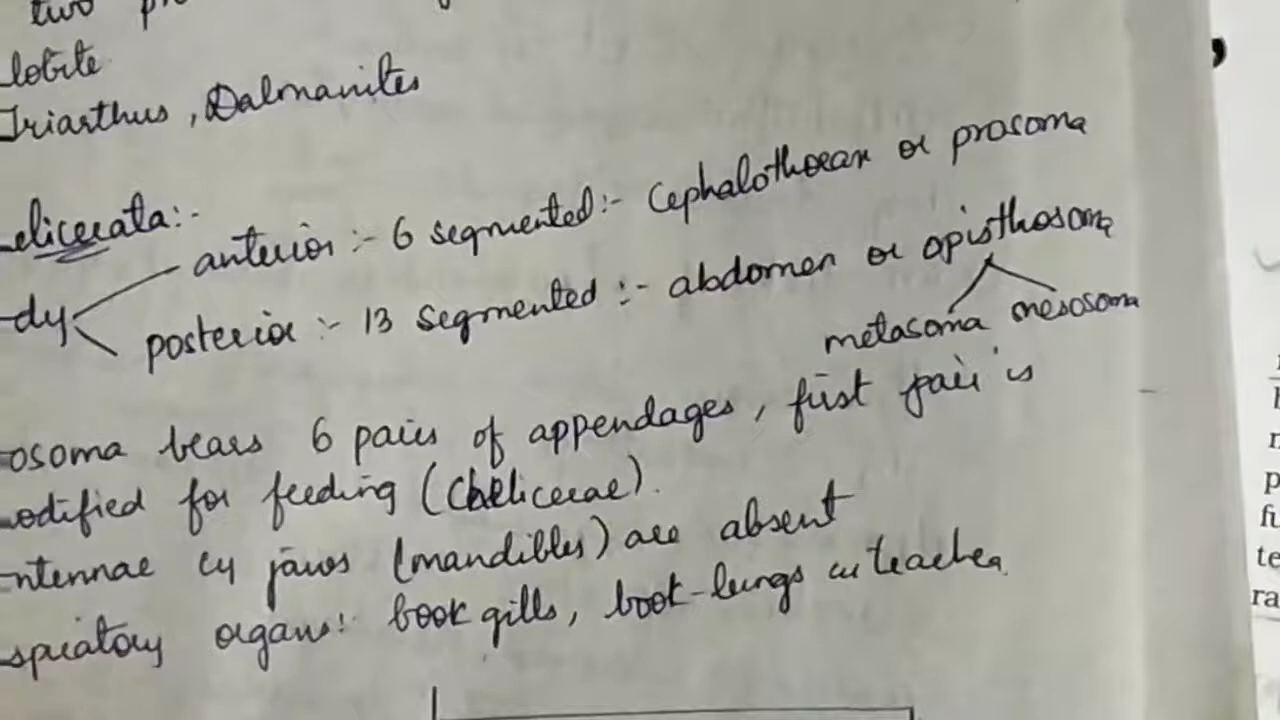 two
lobite
Triarthus, Dalmanites
elicerata:-
anterior :- 6 segmented:- Cephalothorax or prosoma
dy
posterior :- 13 segmented :- abdomen or opisthosoma
metasoma mesosoma
osoma bears 6 pairs of appendages, first pair is
odified for feeding (Chelicerae).
ntennae jaws (mandibles) are absent
spiratory organs: book gills, book-lungs trachea